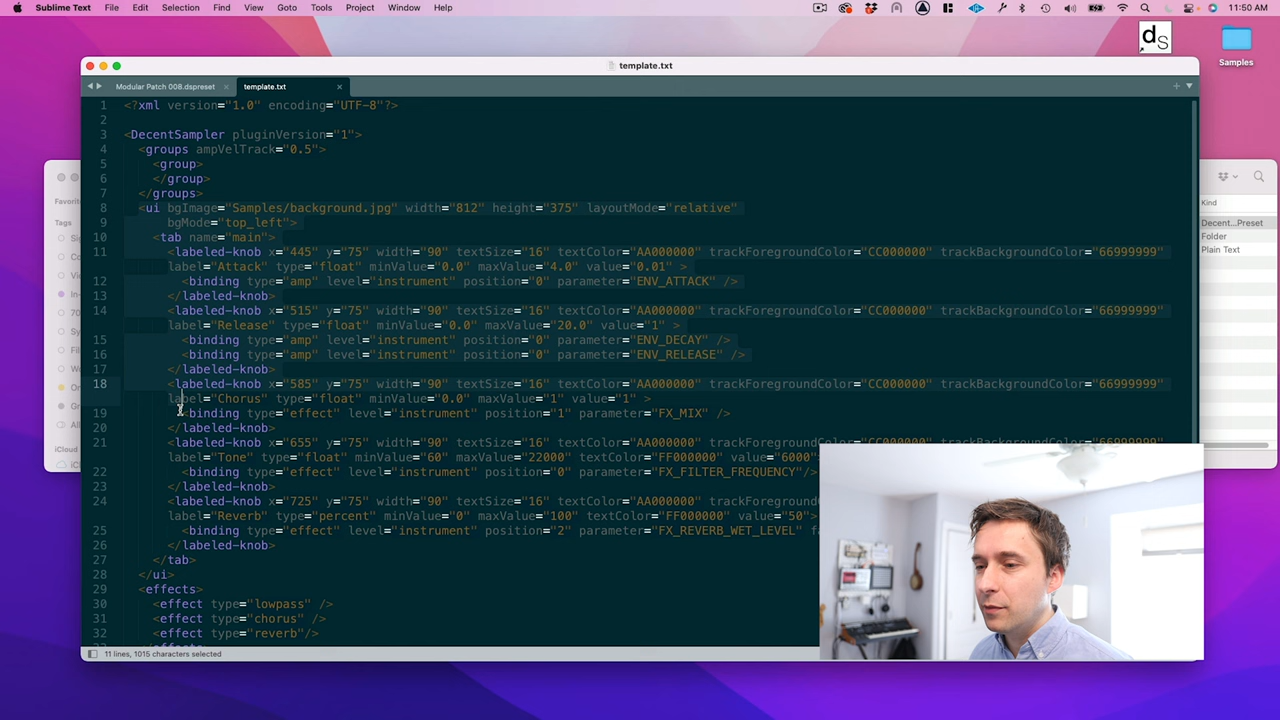 Sublime Text File Edit Selection Find View Goto Tools Project Window Help 11:50 AM
ds
Samples
template.txt
Modular Patch 008.dspreset × template.txt ×
1 <?xml version="1.0" encoding="UTF-8"?>
2
3 <DecentSampler pluginVersion="1">
4 <groups ampVelTrack="0.5">
5 <group>
6 </group>
7 </groups>
8 <ui bgImage="Samples/background.jpg" width="812" height="375" layoutMode="relative"
9 bgMode="top_left">
10 <tab name="main">
11 <labeled-knob x="445" y="75" width="90" textSize="16" textColor="AA000000" trackForegroundColor="CC000000" trackBackgroundColor="66999999"
label="Attack" type="float" minValue="0.0" maxValue="4.0" value="0.01" >
12 <binding type="amp" level="instrument" position="0" parameter="ENV_ATTACK" />
13 </labeled-knob>
14 <labeled-knob x="515" y="75" width="90" textSize="16" textColor="AA000000" trackForegroundColor="CC000000" trackBackgroundColor="66999999"
label="Release" type="float" minValue="0.0" maxValue="20.0" value="1" >
15 <binding type="amp" level="instrument" position="0" parameter="ENV_DECAY" />
16 <binding type="amp" level="instrument" position="0" parameter="ENV_RELEASE" />
17 </labeled-knob>
18 <labeled-knob x="585" y="75" width="90" textSize="16" textColor="AA000000" trackForegroundColor="CC000000" trackBackgroundColor="66999999"
label="Chorus" type="float" minValue="0.0" maxValue="1" value="1" >
19 <binding type="effect" level="instrument" position="1" parameter="FX_MIX" />
20 </labeled-knob>
21 <labeled-knob x="655" y="75" width="90" textSize="16" textColor="AA000000" trackForegroundColor="CC000000" trackBackgroundColor="66999999"
label="Tone" type="float" minValue="60" maxValue="22000" textColor="FF000000" value="6000">
22 <binding type="effect" level="instrument" position="0" parameter="FX_FILTER_FREQUENCY"/>
23 </labeled-knob>
24 <labeled-knob x="725" y="75" width="90" textSize="16" textColor="AA000000"
label="Reverb" type="percent" minValue="0" maxValue="100" textColor="FF000000" value="50">
25 <binding type="effect" level="instrument" position="2" parameter="FX_REVERB_WET_LEVEL"
26 </labeled-knob>
27 </tab>
28 </ui>
29 <effects>
30 <effect type="lowpass" />
31 <effect type="chorus" />
32 <effect type="reverb"/>
11 lines, 1015 characters selected
Favorit
Tags
iCloud
Kind
Decent...Preset
Folder
Plain Text